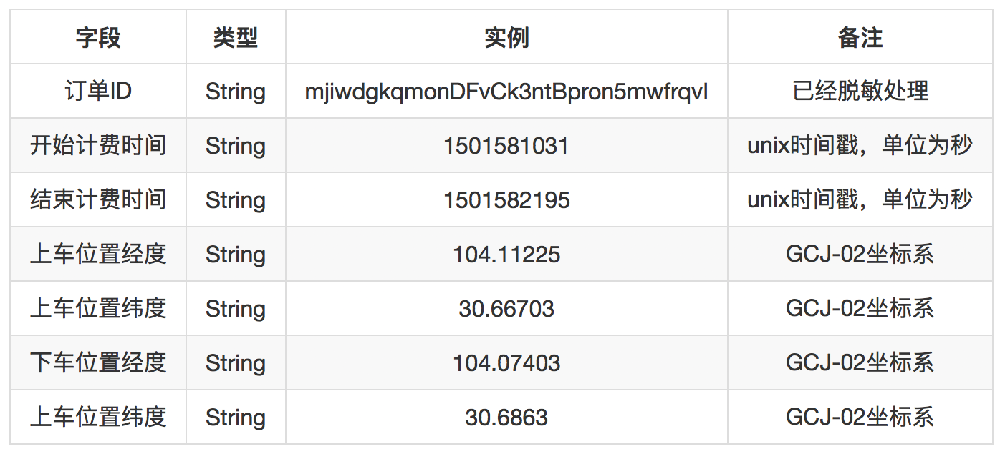 字段 类型 实例 备注
订单ID String mjiwdgkqmonDFvCk3ntBpron5mwfrqvl 已经脱敏处理
开始计费时间 String 1501581031 unix时间戳，单位为秒
结束计费时间 String 1501582195 unix时间戳，单位为秒
上车位置经度 String 104.11225 GCJ-02坐标系
上车位置纬度 String 30.66703 GCJ-02坐标系
下车位置经度 String 104.07403 GCJ-02坐标系
上车位置纬度 String 30.6863 GCJ-02坐标系